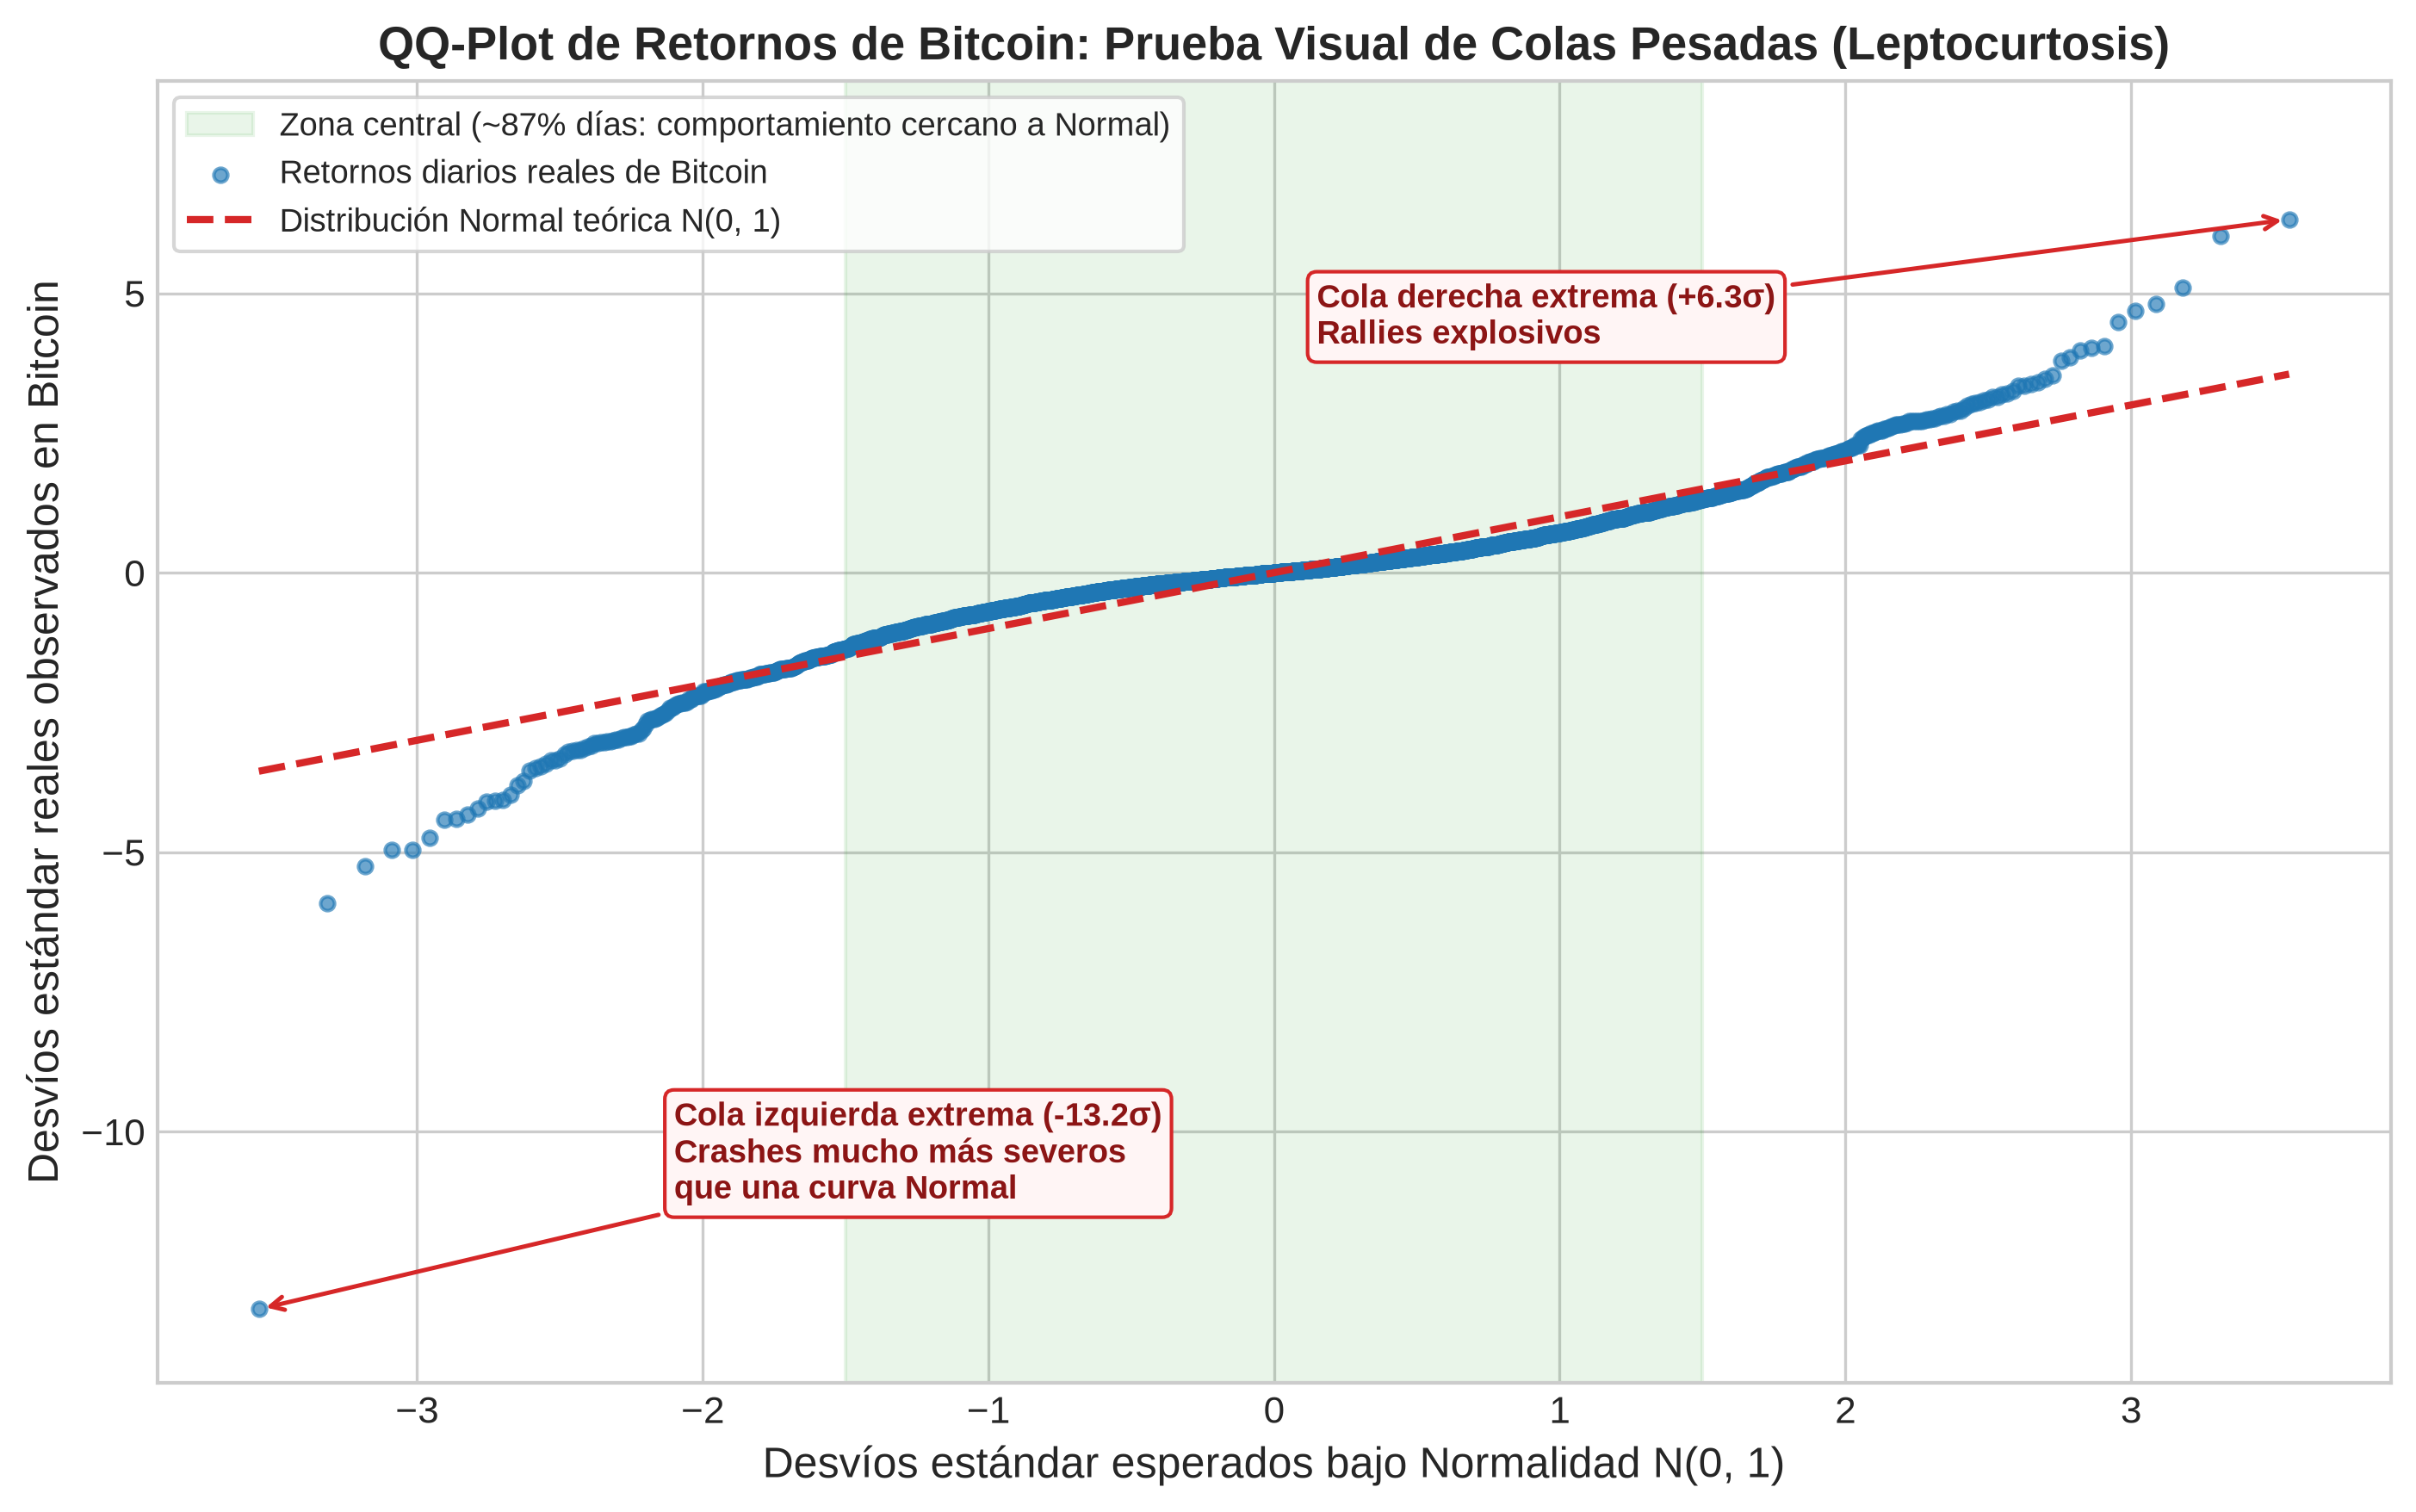 QQ-Plot de Retornos de Bitcoin: Prueba Visual de Colas Pesadas (Leptocurtosis)
Zona central (~87% días: comportamiento cercano a Normal)
Retornos diarios reales de Bitcoin
Distribución Normal teórica N(0, 1)
Cola derecha extrema (+6.3σ)
Rallies explosivos
Cola izquierda extrema (-13.2σ)
Crashes mucho más severos
que una curva Normal
Desvíos estándar reales observados en Bitcoin
5
0
−5
−10
−3
−2
−1
0
1
2
3
Desvíos estándar esperados bajo Normalidad N(0, 1)